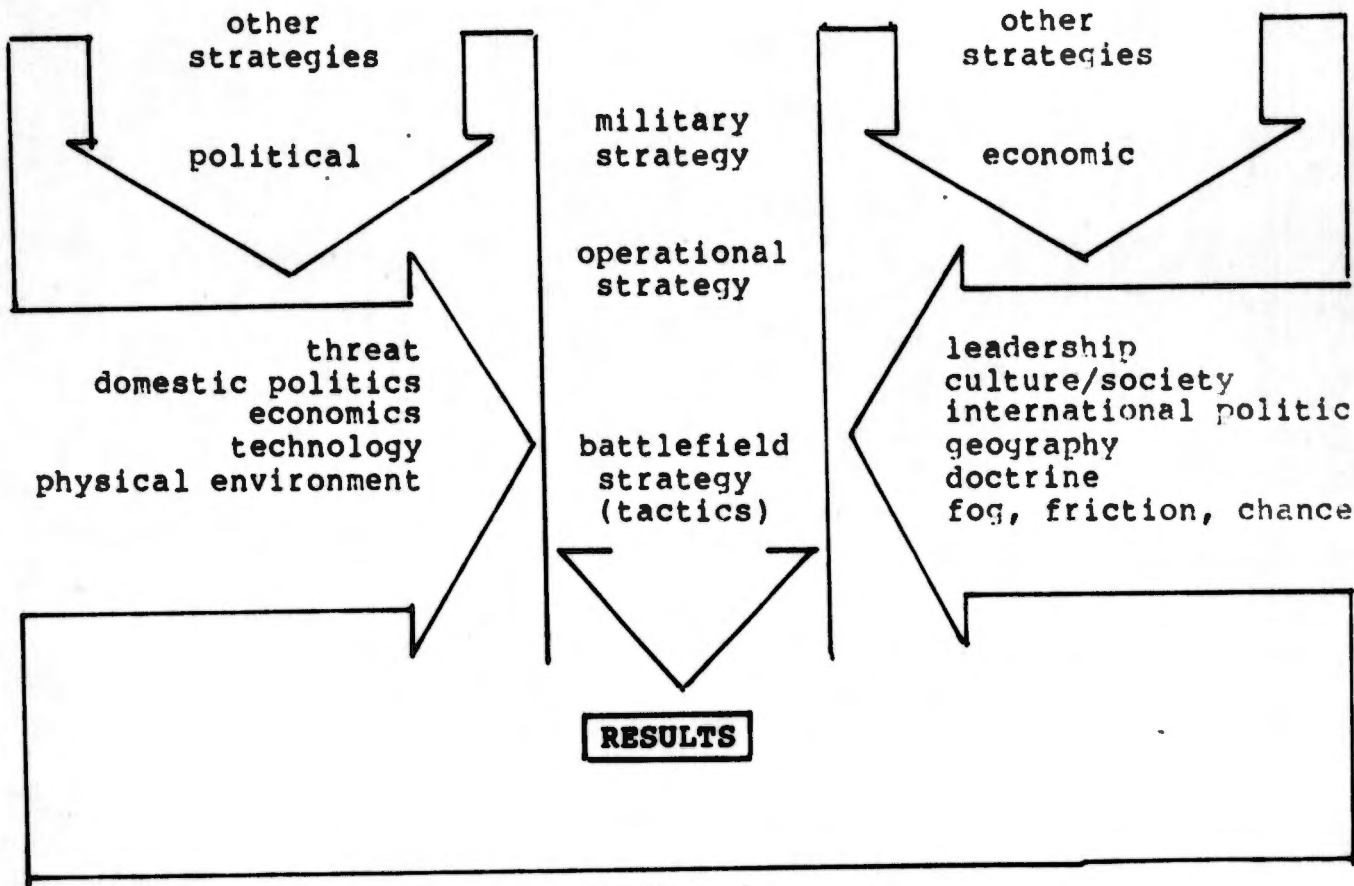 other
strategies
political
military
strategy
operational
strategy
battlefield
strategy
(tactics)
other
strategies
economic
threat
domestic politics
economics
technology
physical environment
leadership
culture/society
international politic
geography
doctrine
fog, friction, chance
RESULTS